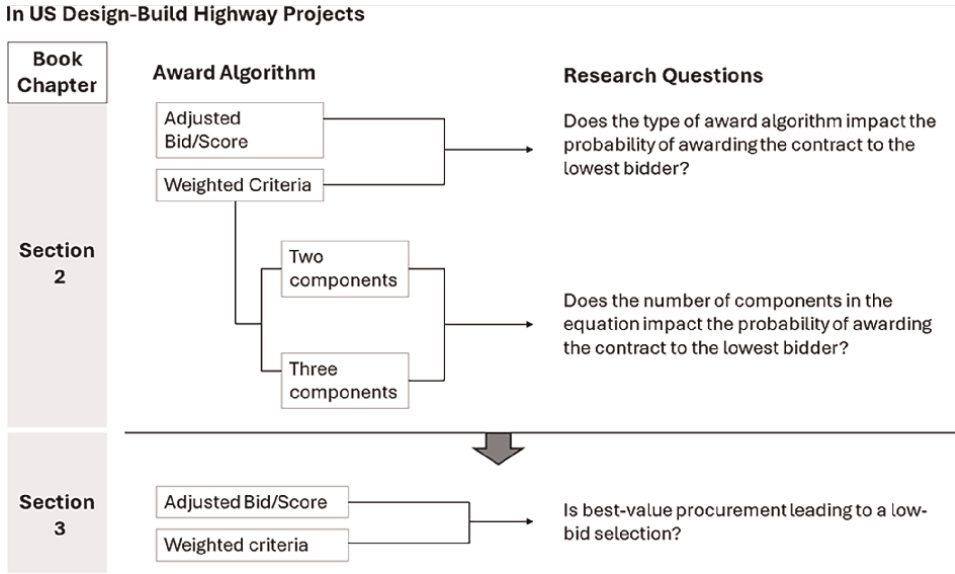 In US Design-Build Highway Projects
Book
Chapter
Award Algorithm
Research Questions
Section
2
Adjusted
Bid/Score
Weighted Criteria
Does the type of award algorithm impact the
probability of awarding the contract to the
lowest bidder?
Two
components
Three
components
Does the number of components in the
equation impact the probability of awarding
the contract to the lowest bidder?
Section
3
Adjusted Bid/Score
Weighted criteria
Is best-value procurement leading to a low-
bid selection?